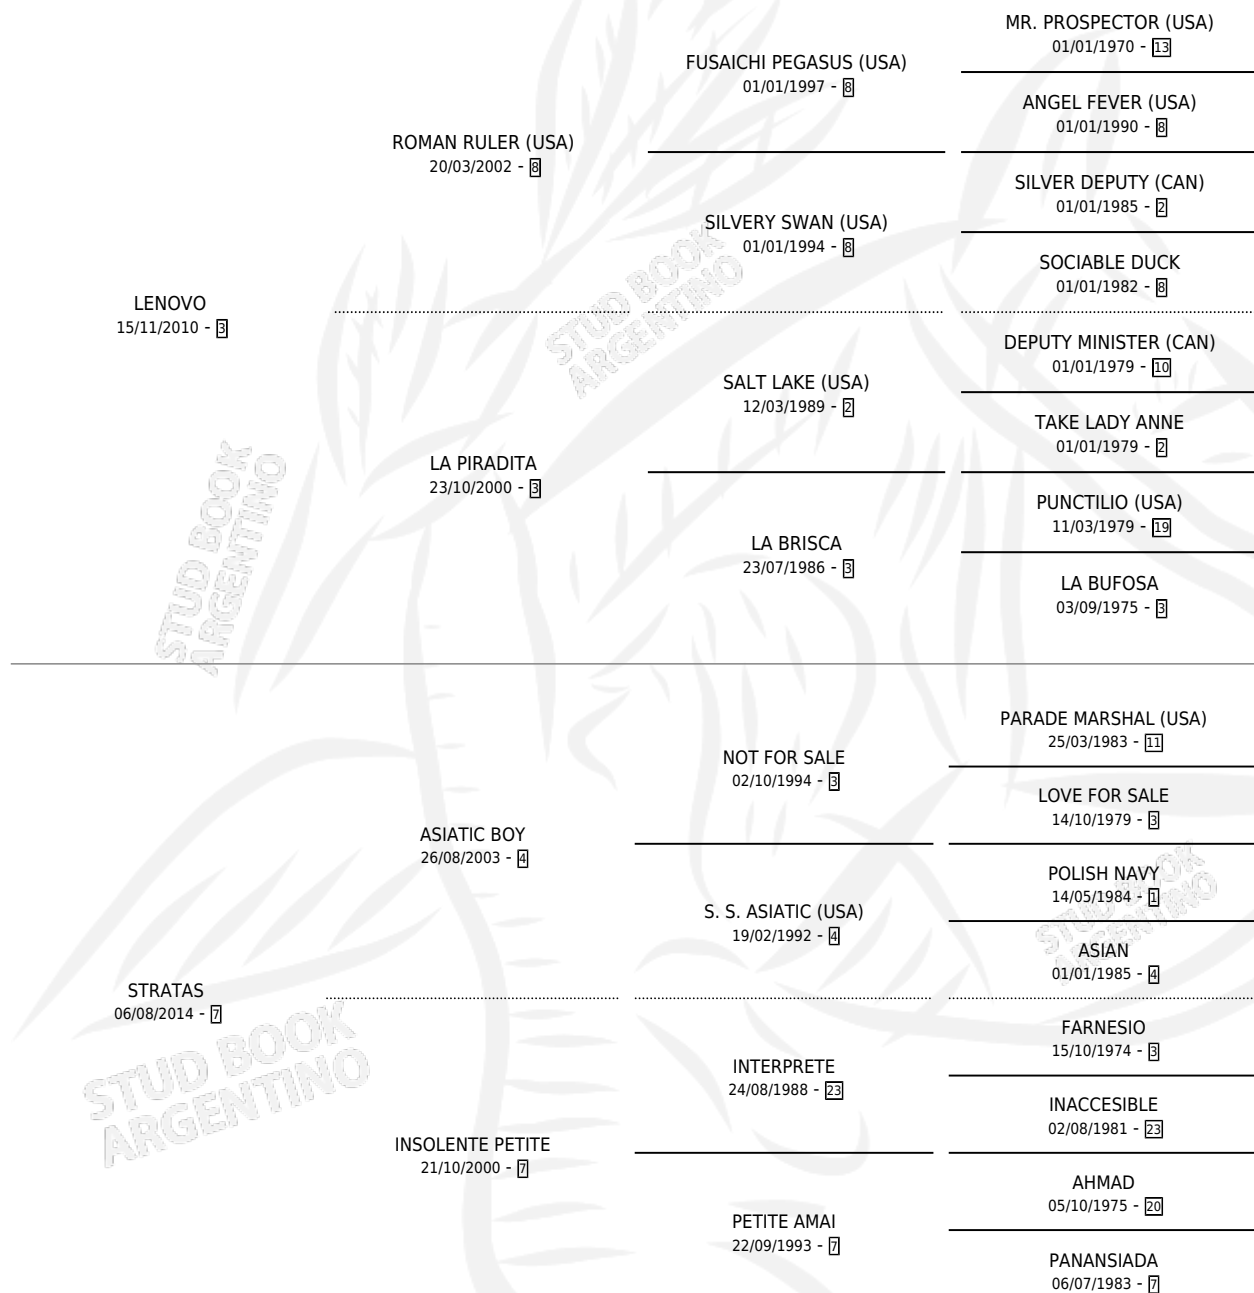 MR. PROSPECTOR (USA)
01/01/1970 - 13
FUSAICHI PEGASUS (USA)
01/01/1997 - 8
ANGEL FEVER (USA)
01/01/1990 - 8
ROMAN RULER (USA)
20/03/2002 - 8
SILVER DEPUTY (CAN)
01/01/1985 - 2
SILVERY SWAN (USA)
01/01/1994 - 8
SOCIABLE DUCK
01/01/1982 - 8
STUD BOOK
ARGENTINO
LENOVO
15/11/2010 - 3
DEPUTY MINISTER (CAN)
01/01/1979 - 10
SALT LAKE (USA)
12/03/1989 - 2
TAKE LADY ANNE
01/01/1979 - 2
LA PIRADITA
23/10/2000 - 3
PUNCTILIO (USA)
11/03/1979 - 19
LA BRISCA
23/07/1986 - 3
LA BUFOSA
03/09/1975 - 3
STUD BOOK
ARGENTINO
PARADE MARSHAL (USA)
25/03/1983 - 11
NOT FOR SALE
02/10/1994 - 3
LOVE FOR SALE
14/10/1979 - 3
ASIATIC BOY
26/08/2003 - 4
POLISH NAVY
14/05/1984 - 1
S. S. ASIATIC (USA)
19/02/1992 - 4
ASIAN
01/01/1985 - 4
STUD BOOK
ARGENTINO
STRATAS
06/08/2014 - 7
FARNESIO
15/10/1974 - 3
INTERPRETE
24/08/1988 - 23
INACCESIBLE
02/08/1981 - 23
STUD BOOK
ARGENTINO
INSOLENTE PETITE
21/10/2000 - 7
AHMAD
05/10/1975 - 20
PETITE AMAI
22/09/1993 - 7
PANANSIADA
06/07/1983 - 7